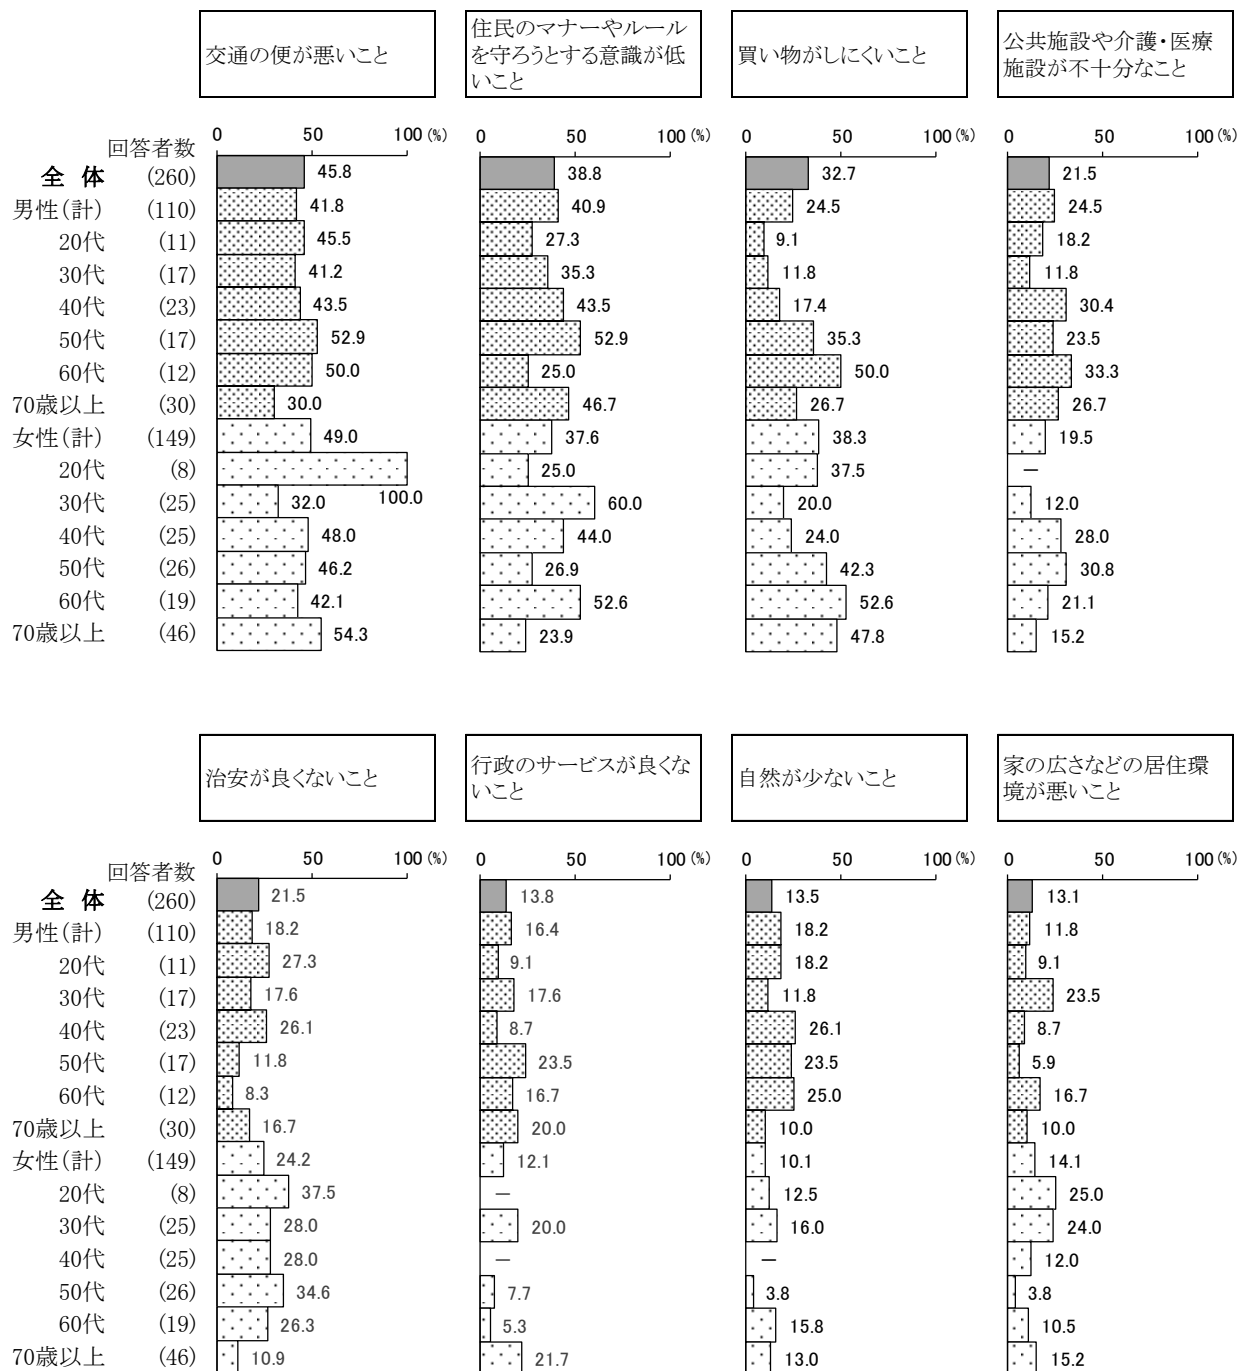 交通の便が悪いこと
住民のマナーやルール
を守ろうとする意識が低
いこと
買い物がしにくいこと
公共施設や介護・医療
施設が不十分なこと
0 50 100(%) 0 50 100(%) 0 50 100(%) 0 50 100(%)
回答者数
全 体 (260) 45.8 38.8 32.7 21.5
男性(計) (110) 41.8 40.9 24.5 24.5
20代 (11) 45.5 27.3 9.1 18.2
30代 (17) 41.2 35.3 11.8 11.8
40代 (23) 43.5 43.5 17.4 30.4
50代 (17) 52.9 52.9 35.3 23.5
60代 (12) 50.0 25.0 50.0 33.3
70歳以上 (30) 30.0 46.7 26.7 26.7
女性(計) (149) 49.0 37.6 38.3 19.5
20代 (8) 100.0 25.0 37.5 －
30代 (25) 32.0 60.0 20.0 12.0
40代 (25) 48.0 44.0 24.0 28.0
50代 (26) 46.2 26.9 42.3 30.8
60代 (19) 42.1 52.6 52.6 21.1
70歳以上 (46) 54.3 23.9 47.8 15.2
治安が良くないこと
行政のサービスが良くな
いこと
自然が少ないこと
家の広さなどの居住環
境が悪いこと
0 50 100(%) 0 50 100(%) 0 50 100(%) 0 50 100(%)
回答者数
全 体 (260) 21.5 13.8 13.5 13.1
男性(計) (110) 18.2 16.4 18.2 11.8
20代 (11) 27.3 9.1 18.2 9.1
30代 (17) 17.6 17.6 11.8 23.5
40代 (23) 26.1 8.7 26.1 8.7
50代 (17) 11.8 23.5 23.5 5.9
60代 (12) 8.3 16.7 25.0 16.7
70歳以上 (30) 16.7 20.0 10.0 10.0
女性(計) (149) 24.2 12.1 10.1 14.1
20代 (8) 37.5 － 12.5 25.0
30代 (25) 28.0 20.0 16.0 24.0
40代 (25) 28.0 － － 12.0
50代 (26) 34.6 7.7 3.8 3.8
60代 (19) 26.3 5.3 15.8 10.5
70歳以上 (46) 10.9 21.7 13.0 15.2